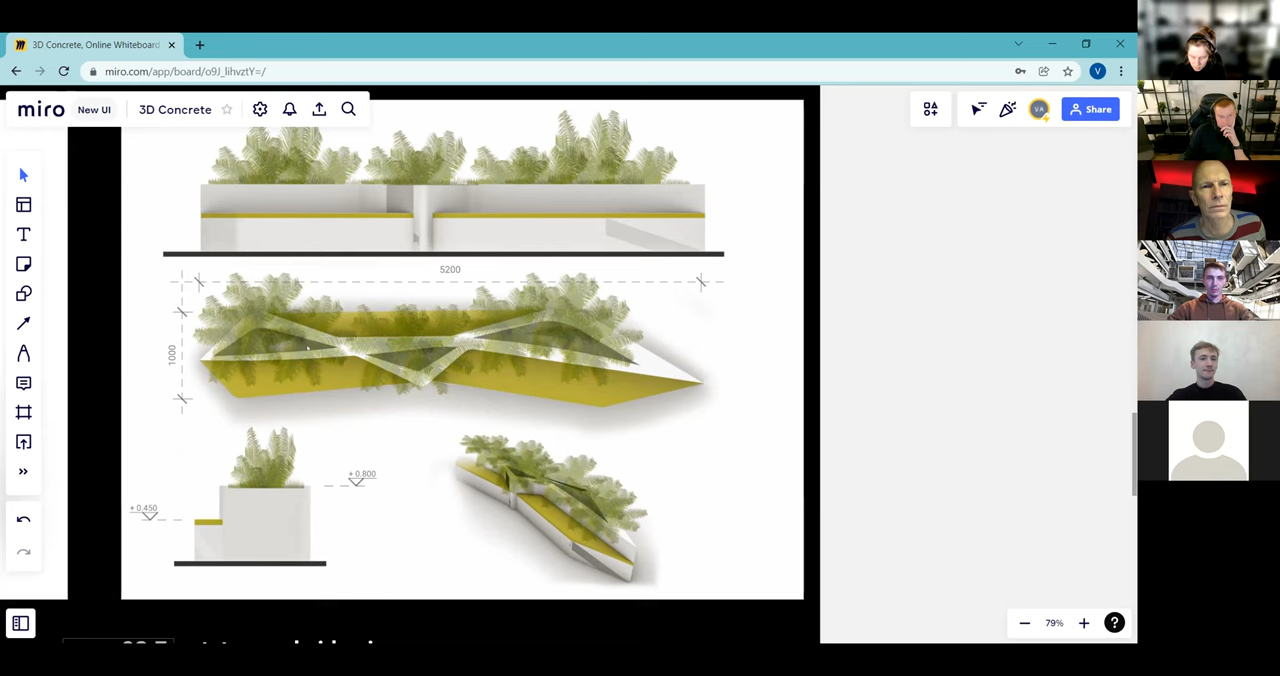 3D Concrete, Online Whiteboard
miro.com/app/board/o9J_lihvztY=/
V
miro
New UI
3D Concrete
VA
Share
5200
1000
+ 0.800
+ 0.450
79%